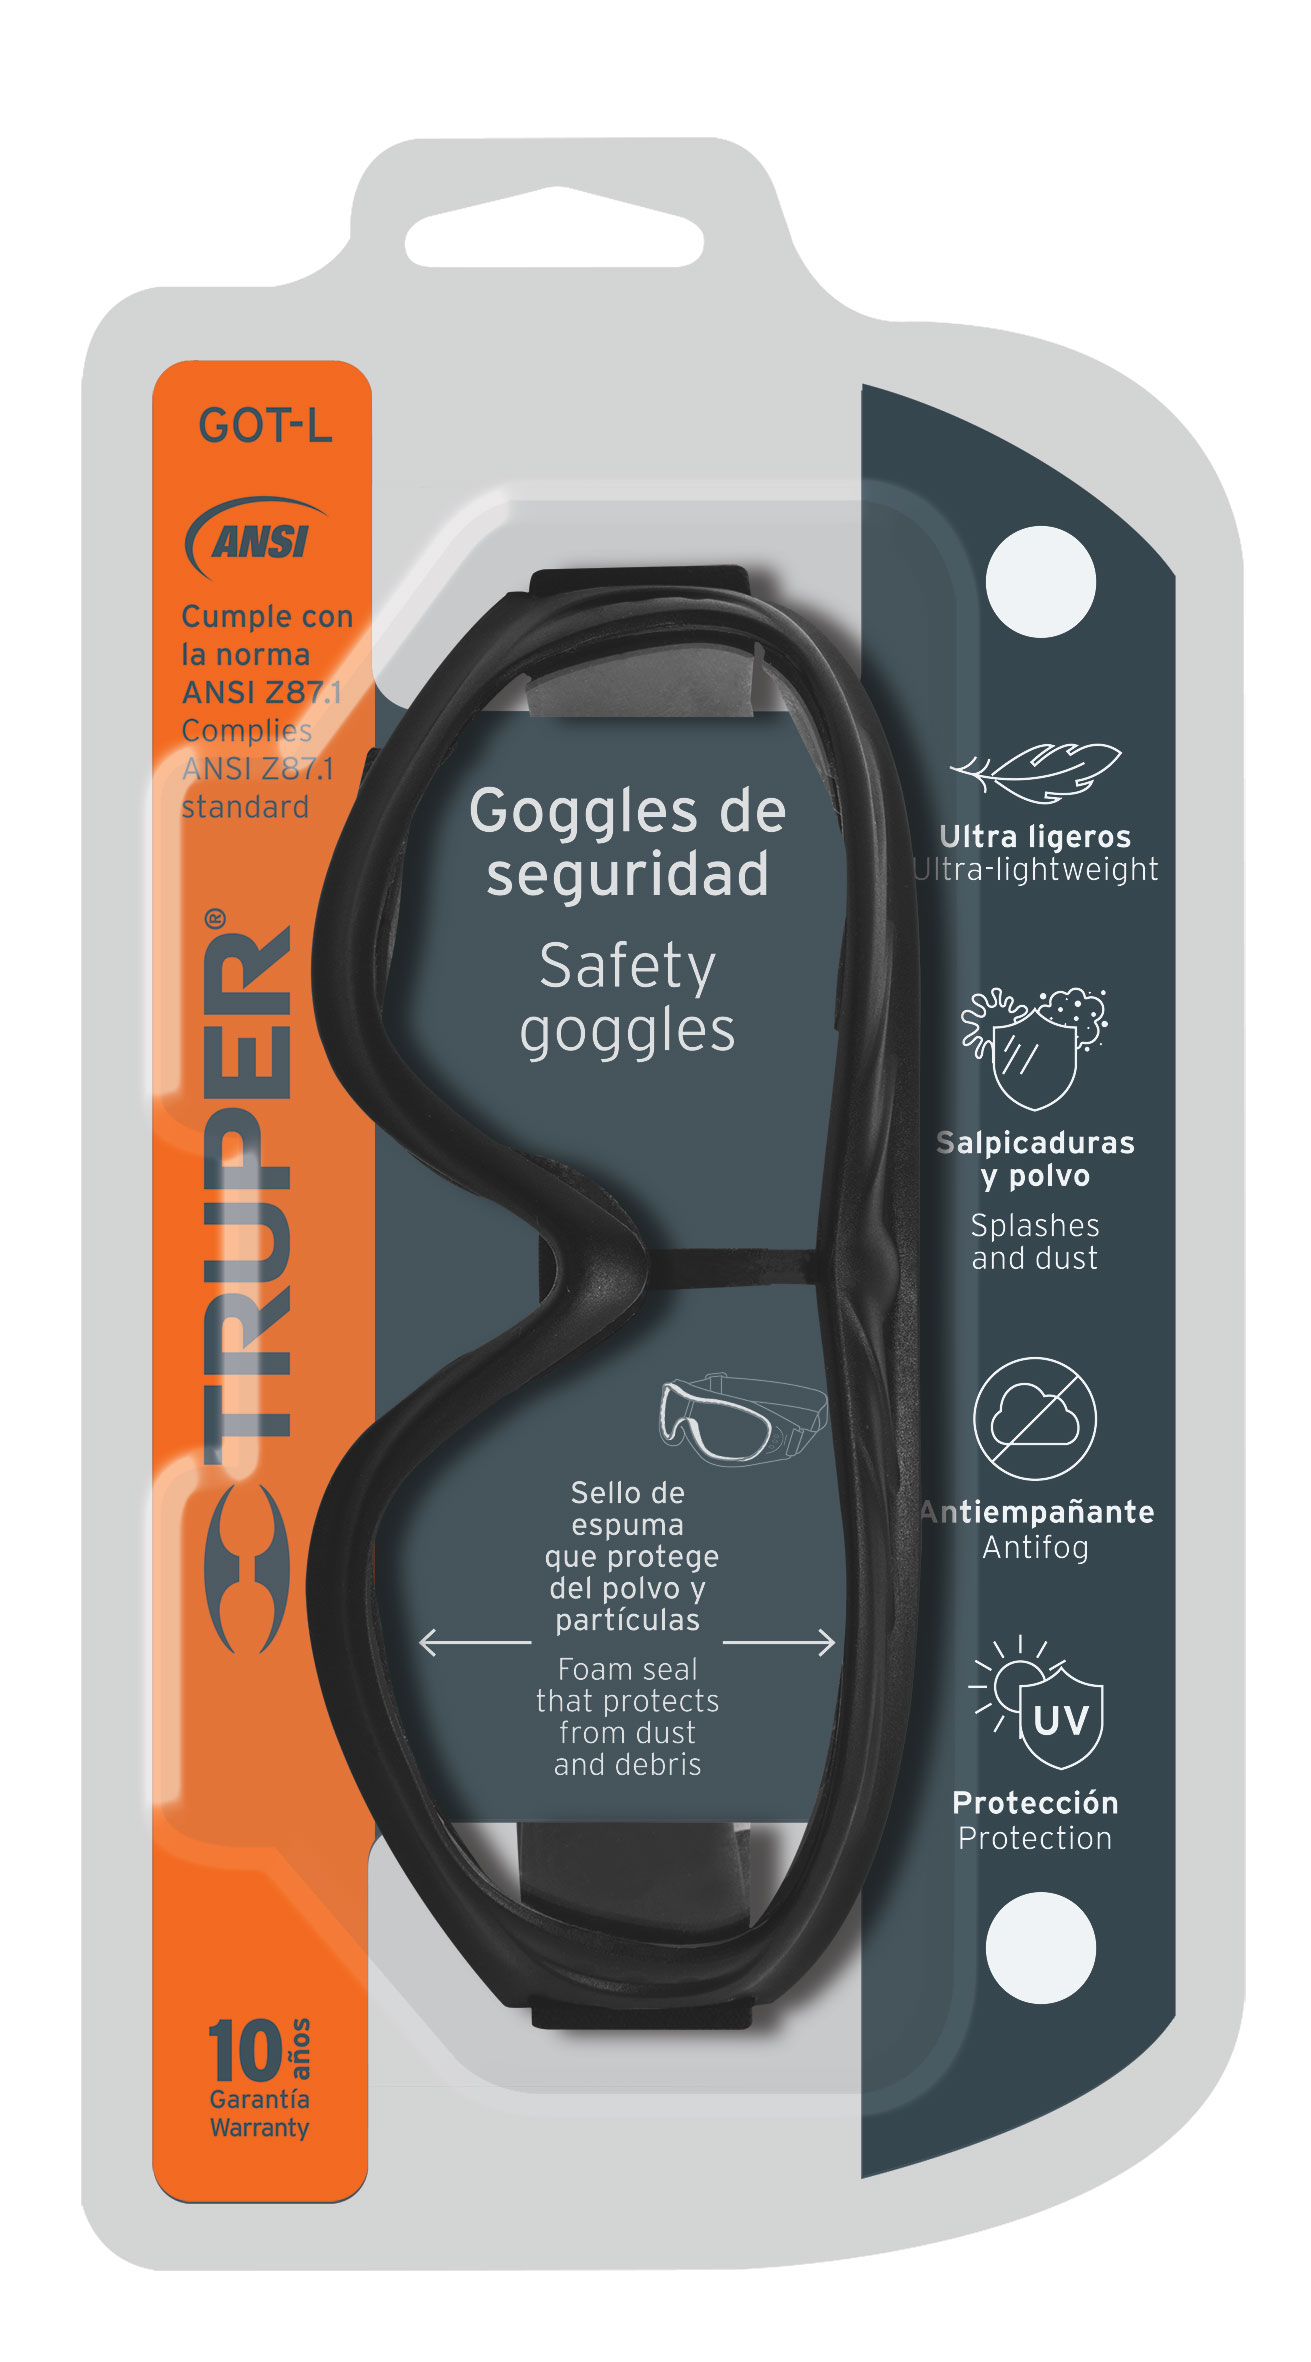 GOT-L
ANSI
Cumple con
la norma
ANSI Z87.1
Complies
ANSI Z87.1
standard
TRUPER®
10 años
Garantía
Warranty
Goggles de
seguridad
Safety
goggles
Sello de
espuma
que protege
del polvo y
partículas
Foam seal
that protects
from dust
and debris
Ultra ligeros
Ultra-lightweight
Salpicaduras
y polvo
Splashes
and dust
Antiempañante
Antifog
UV
Protección
Protection